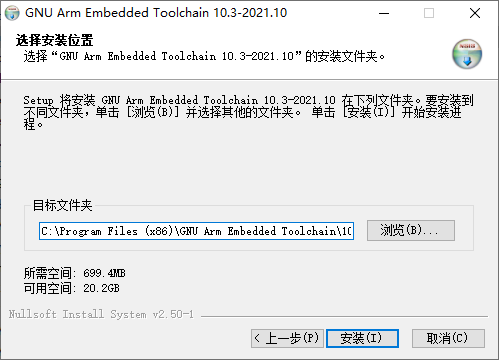 GNU Arm Embedded Toolchain 10.3-2021.10
选择安装位置
选择“GNU Arm Embedded Toolchain 10.3-2021.10”的安装文件夹。
Setup 将安装 GNU Arm Embedded Toolchain 10.3-2021.10 在下列文件夹。要安装到
不同文件夹，单击 [浏览(B)] 并选择其他的文件夹。 单击 [安装(I)] 开始安装进
程。
目标文件夹
C:\Program Files (x86)\GNU Arm Embedded Toolchain\10
浏览(B)...
所需空间: 699.4MB
可用空间: 20.2GB
Nullsoft Install System v2.50-1
< 上一步(P) 安装(I) 取消(C)